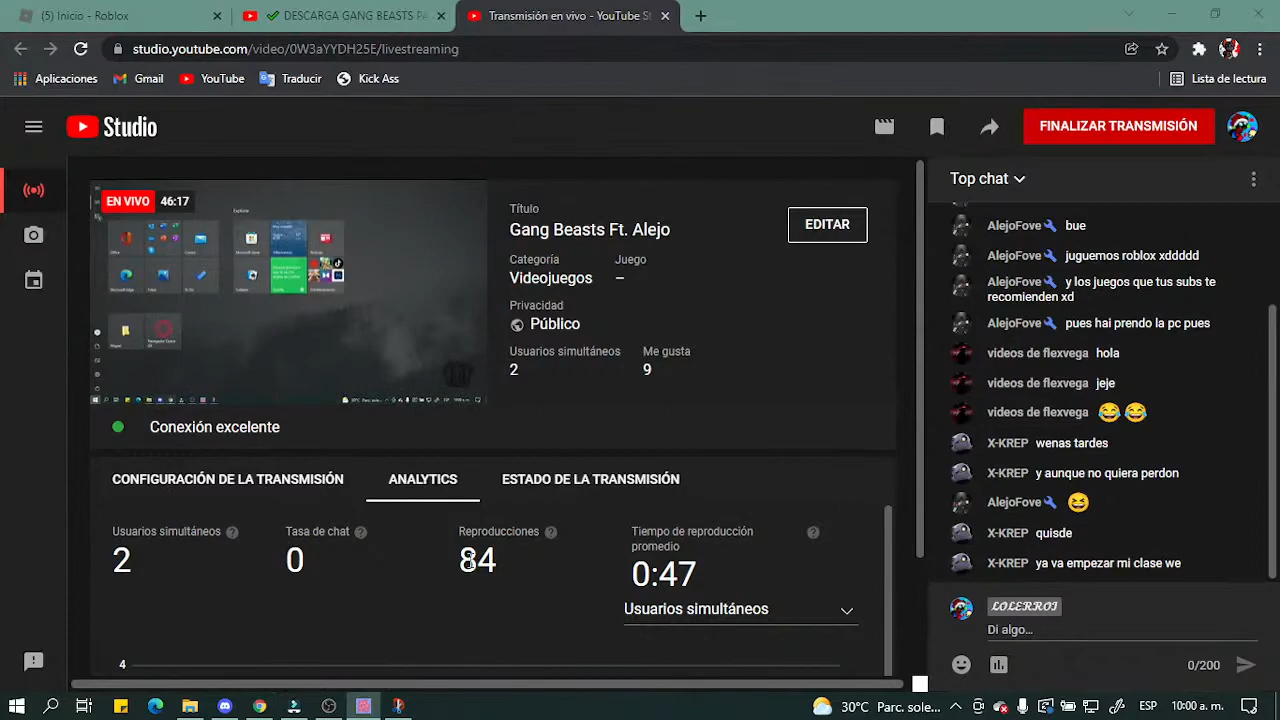 (5) Inicio - Roblox
DESCARGA GANG BEASTS PA
Transmisión en vivo - YouTube St
studio.youtube.com/video/0W3aYYDH25E/livestreaming
Aplicaciones
Gmail
YouTube
Traducir
Kick Ass
Lista de lectura
Studio
FINALIZAR TRANSMISIÓN
EN VIVO 46:17
Título
Gang Beasts Ft. Alejo
EDITAR
Categoría Juego
Videojuegos –
Privacidad
Público
Usuarios simultáneos Me gusta
2 9
Conexión excelente
CONFIGURACIÓN DE LA TRANSMISIÓN
ANALYTICS
ESTADO DE LA TRANSMISIÓN
Usuarios simultáneos
2
Tasa de chat
0
Reproducciones
84
Tiempo de reproducción
promedio
0:47
Usuarios simultáneos
4
Top chat
AlejoFove bue
AlejoFove juguemos roblox xdddd
AlejoFove y los juegos que tus subs te
recomienden xd
AlejoFove pues hai prendo la pc pues
videos de flexvega hola
videos de flexvega jeje
videos de flexvega 😂😂
X-KREP wenas tardes
X-KREP y aunque no quiera perdon
AlejoFove 😆
X-KREP quisde
X-KREP ya va empezar mi clase we
𝓛𝓞𝓛𝓔𝓡𝓡𝓞𝓘
Di algo...
0/200
30°C Parc. sole...
ESP
10:00 a. m.